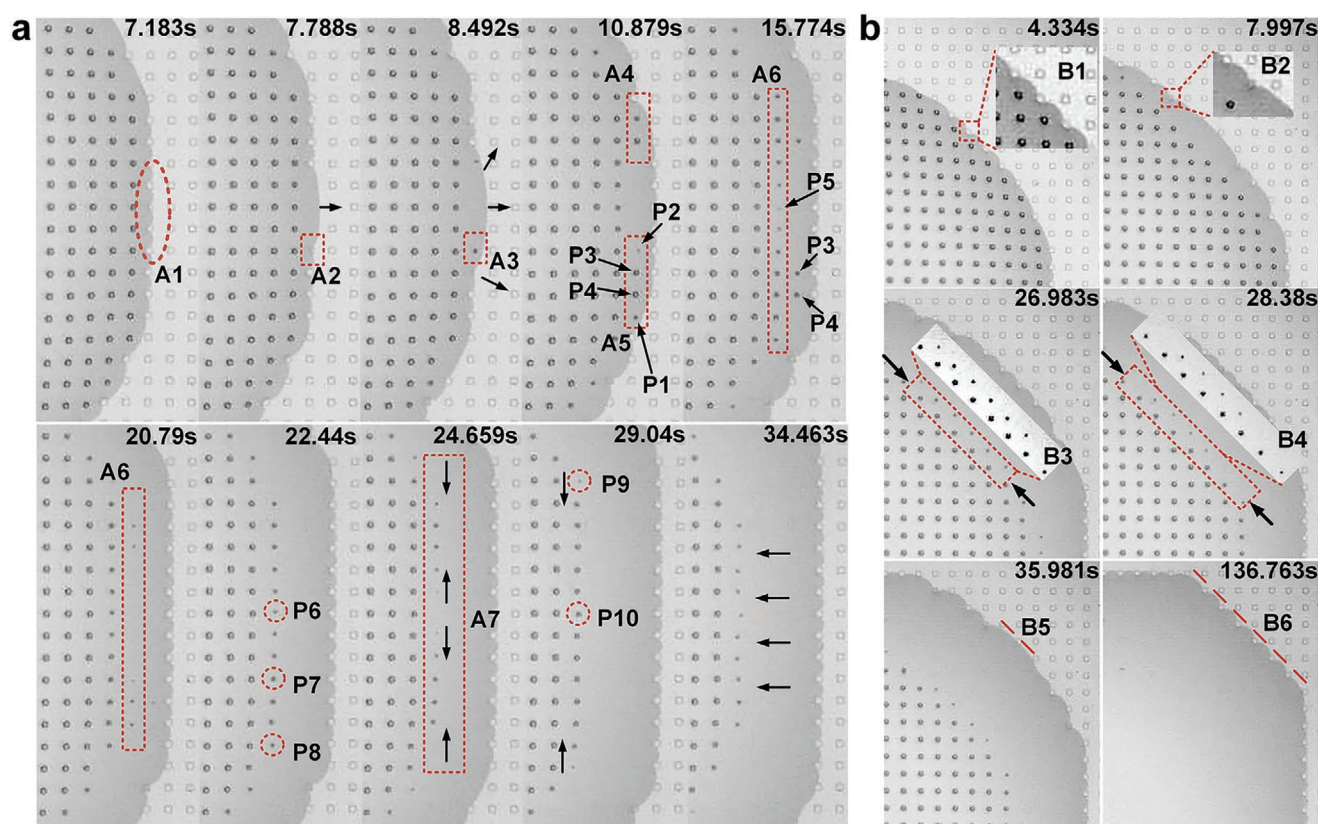 a
7.183s
7.788s
8.492s
10.879s
15.774s
A4
A6
P5
P2
P3
P3
A1
A2
A3
P4
P4
A5
P1
20.79s
22.44s
24.659s
29.04s
34.463s
A6
P9
P6
A7
P10
P7
P8
b
4.334s
7.997s
B1
B2
26.983s
28.38s
B3
B4
35.981s
136.763s
B5
B6